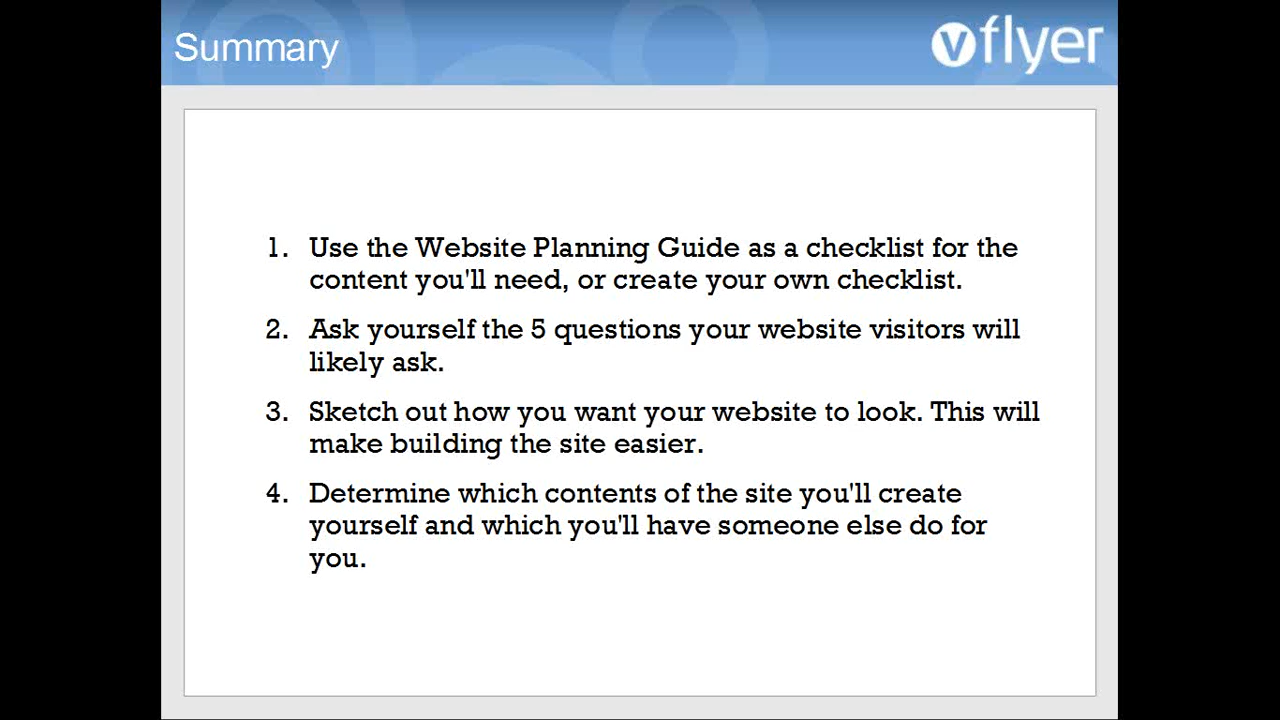 Summary
vflyer
1. Use the Website Planning Guide as a checklist for the
content you'll need, or create your own checklist.
2. Ask yourself the 5 questions your website visitors will
likely ask.
3. Sketch out how you want your website to look. This will
make building the site easier.
4. Determine which contents of the site you'll create
yourself and which you'll have someone else do for
you.